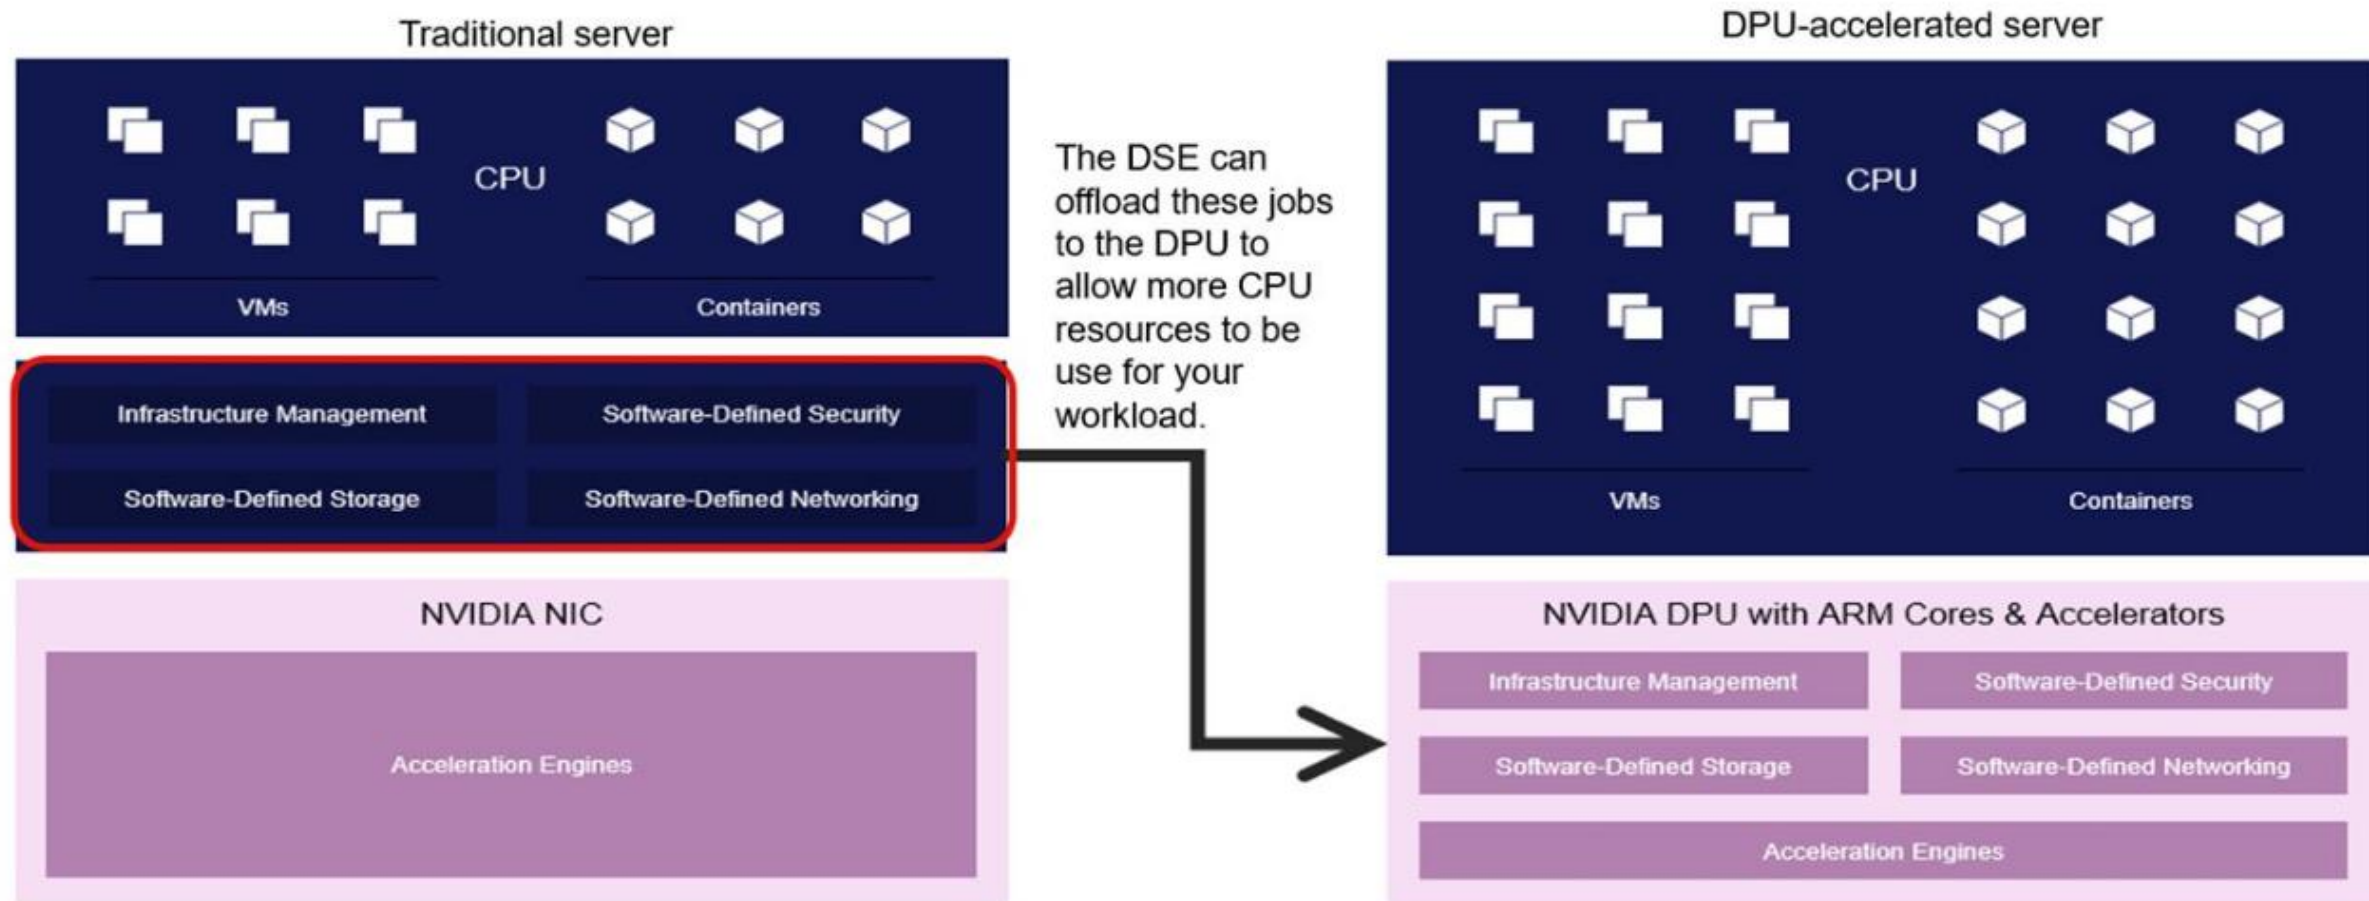 Traditional server
CPU
VMs
Containers
Infrastructure Management
Software-Defined Security
Software-Defined Storage
Software-Defined Networking
NVIDIA NIC
Acceleration Engines
The DSE can
offload these jobs
to the DPU to
allow more CPU
resources to be
use for your
workload.
DPU-accelerated server
CPU
VMs
Containers
NVIDIA DPU with ARM Cores & Accelerators
Infrastructure Management
Software-Defined Security
Software-Defined Storage
Software-Defined Networking
Acceleration Engines